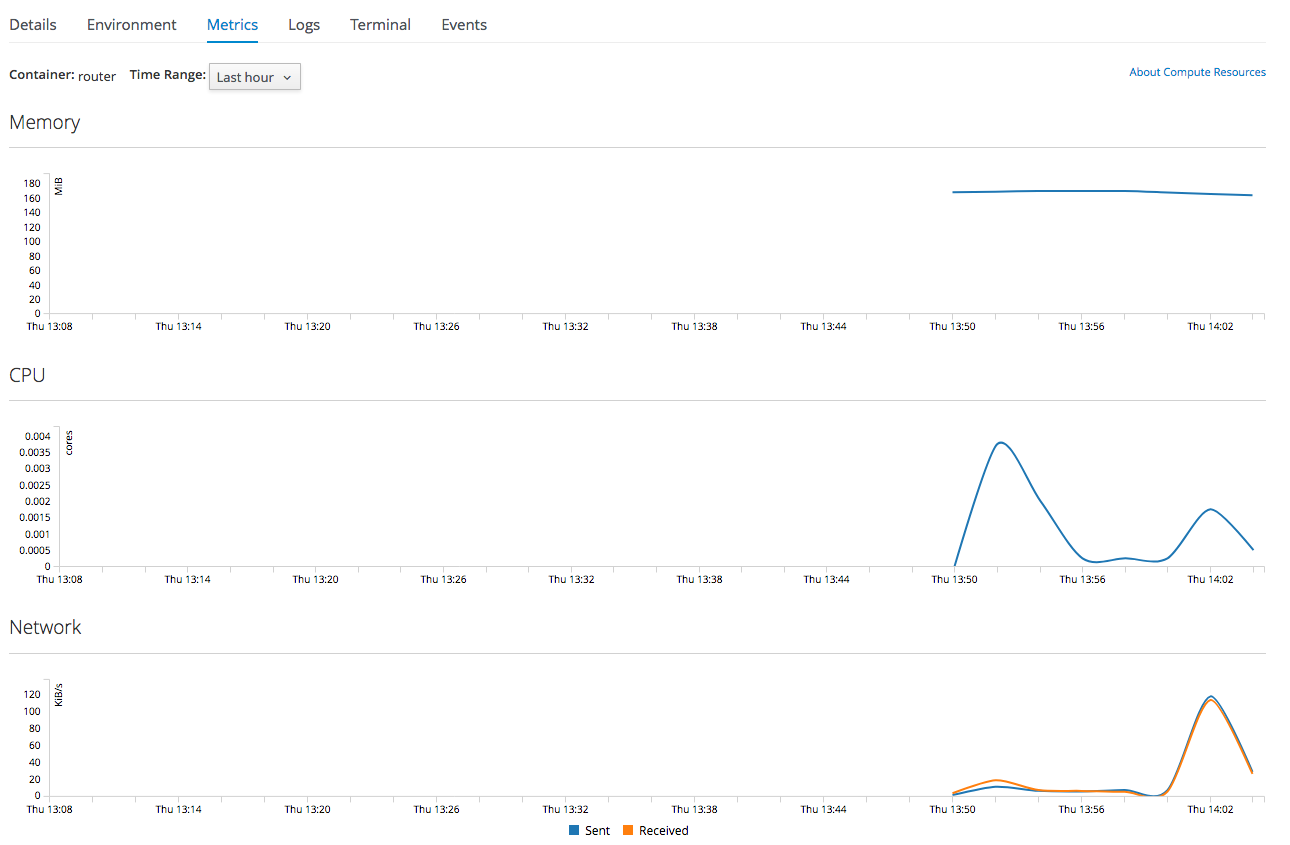 Details Environment Metrics Logs Terminal Events
Container: router Time Range: Last hour
About Compute Resources
Memory
MiB
180
160
140
120
100
80
60
40
20
0
Thu 13:08 Thu 13:14 Thu 13:20 Thu 13:26 Thu 13:32 Thu 13:38 Thu 13:44 Thu 13:50 Thu 13:56 Thu 14:02
CPU
cores
0.004
0.0035
0.003
0.0025
0.002
0.0015
0.001
0.0005
0
Thu 13:08 Thu 13:14 Thu 13:20 Thu 13:26 Thu 13:32 Thu 13:38 Thu 13:44 Thu 13:50 Thu 13:56 Thu 14:02
Network
KiB/s
120
100
80
60
40
20
0
Thu 13:08 Thu 13:14 Thu 13:20 Thu 13:26 Thu 13:32 Thu 13:38 Thu 13:44 Thu 13:50 Thu 13:56 Thu 14:02
Sent Received